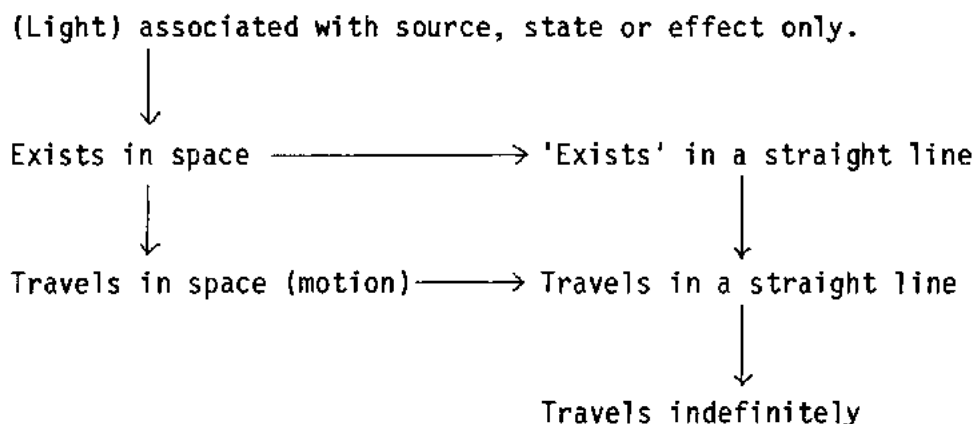 (Light) associated with source, state or effect only.
Exists in space 'Exists' in a straight line
Travels in space (motion) Travels in a straight line
Travels indefinitely